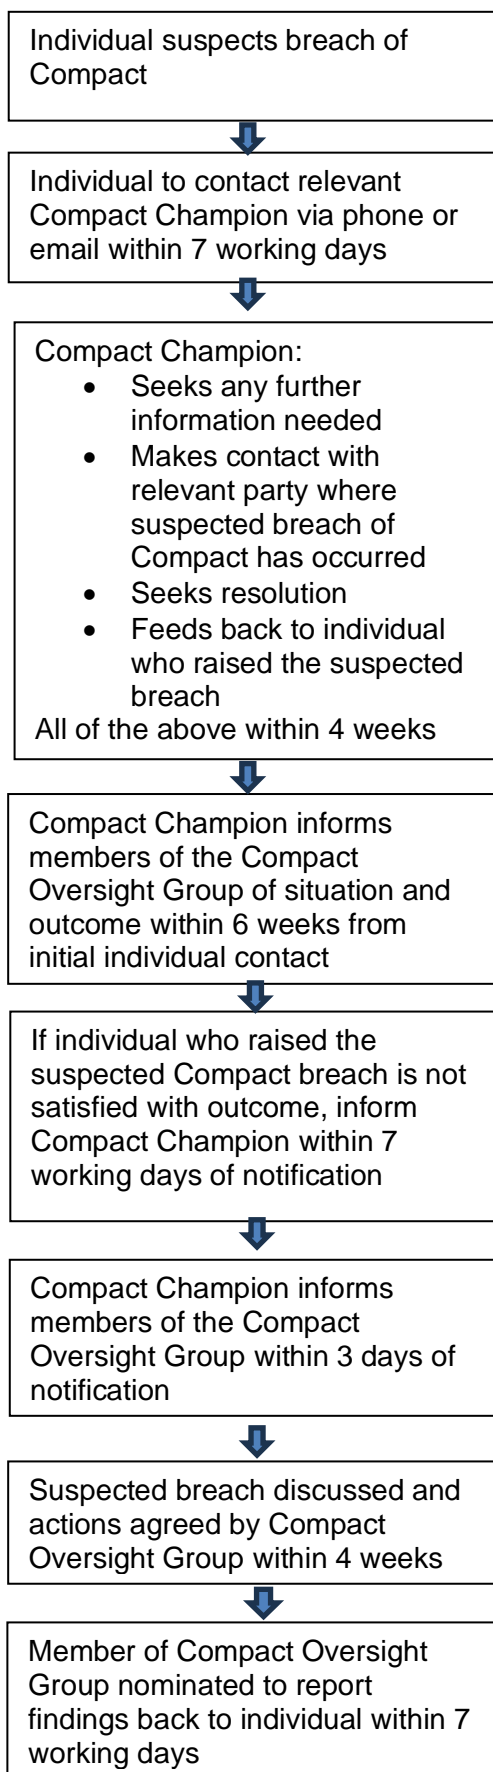 Individual suspects breach of
Compact
Individual to contact relevant
Compact Champion via phone or
email within 7 working days
Compact Champion:
• Seeks any further
information needed
• Makes contact with
relevant party where
suspected breach of
Compact has occurred
• Seeks resolution
• Feeds back to individual
who raised the suspected
breach
All of the above within 4 weeks
Compact Champion informs
members of the Compact
Oversight Group of situation and
outcome within 6 weeks from
initial individual contact
If individual who raised the
suspected Compact breach is not
satisfied with outcome, inform
Compact Champion within 7
working days of notification
Compact Champion informs
members of the Compact
Oversight Group within 3 days of
notification
Suspected breach discussed and
actions agreed by Compact
Oversight Group within 4 weeks
Member of Compact Oversight
Group nominated to report
findings back to individual within 7
working days